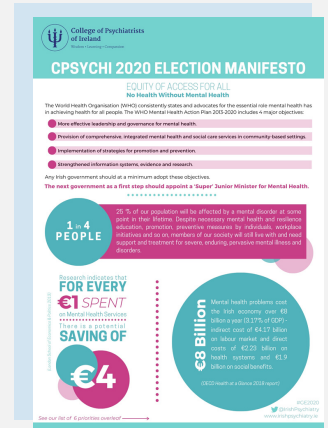 College of Psychiatrists
of Ireland
Wisdom • Learning • Compassion
CPSYCHI 2020 ELECTION MANIFESTO
EQUITY OF ACCESS FOR ALL
No Health Without Mental Health
The World Health Organisation (WHO) consistently states and advocates for the essential role mental health has
in achieving health for all people. The WHO Mental Health Action Plan 2013-2020 includes 4 major objectives:
More effective leadership and governance for mental health.
Provision of comprehensive, integrated mental health and social care services in community-based settings.
Implementation of strategies for promotion and prevention.
Strengthened information systems, evidence and research.
Any Irish government should at a minimum adopt these objectives.
The next government as a first step should appoint a 'Super' Junior Minister for Mental Health.
1 in 4
PEOPLE
25 % of our population will be affected by a mental disorder at some
point in their lifetime. Despite necessary mental health and resilience
education, promotion, preventive measures by individuals, workplace
initiatives and so on, members of our society will still live with and need
support and treatment for severe, enduring, pervasive mental illness and
disorders.
Research indicates that
FOR EVERY
€1 SPENT
on Mental Health Services
There is a potential
SAVING OF
€4
€8 Billion
Mental health problems cost
the Irish economy over €8
billion a year (3.17% of GDP) -
indirect cost of €4.17 billion
on labour market and direct
costs of €2.23 billion on
health systems and €1.9
billion on social benefits.
(OECD Health at a Glance 2018 report)
See our list of 6 priorities overleaf
#GE2020
@IrishPsychiatry
www.irishpsychiatry.ie